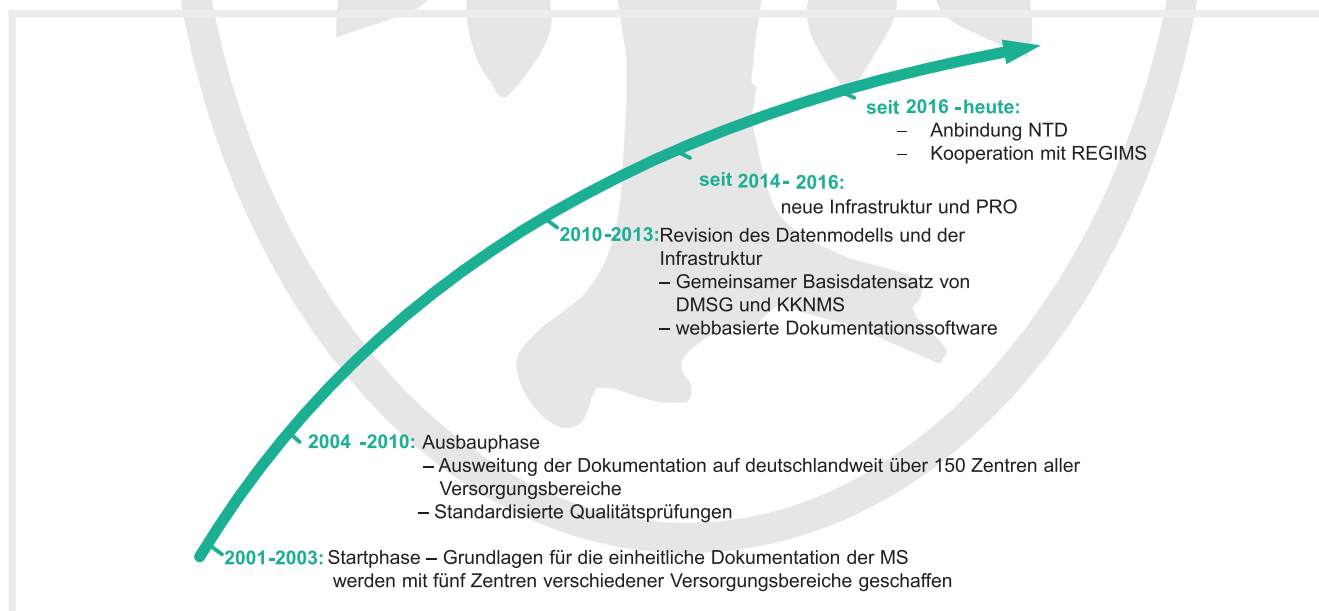 seit 2016 -heute:
– Anbindung NTD
– Kooperation mit REGIMS
seit 2014- 2016:
neue Infrastruktur und PRO
2010-2013: Revision des Datenmodells und der
Infrastruktur
– Gemeinsamer Basisdatensatz von
DMSG und KKNMS
– webbasierte Dokumentationssoftware
2004 -2010: Ausbauphase
– Ausweitung der Dokumentation auf deutschlandweit über 150 Zentren aller
Versorgungsbereiche
– Standardisierte Qualitätsprüfungen
2001-2003: Startphase – Grundlagen für die einheitliche Dokumentation der MS
werden mit fünf Zentren verschiedener Versorgungsbereiche geschaffen